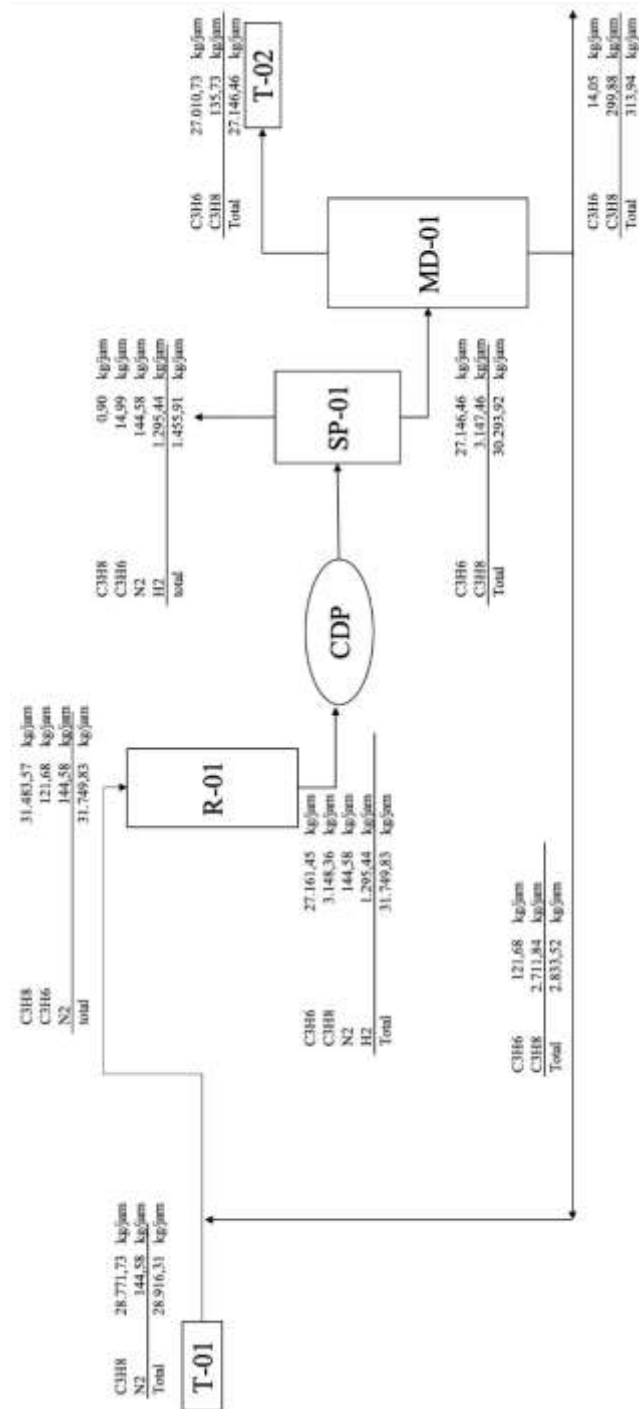 C3H8 28.771,73 kg/jam
N2 144,58 kg/jam
Total 28.916,31 kg/jam
T-01
C3H8 31.483,57 kg/jam
C3H6 121,68 kg/jam
N2 144,58 kg/jam
total 31.749,83 kg/jam
R-01
C3H6 27.161,45 kg/jam
C3H8 3.148,36 kg/jam
N2 144,58 kg/jam
H2 1.295,44 kg/jam
Total 31.749,83 kg/jam
CDP
C3H8 0,90 kg/jam
C3H6 14,99 kg/jam
N2 144,58 kg/jam
H2 1.295,44 kg/jam
total 1.455,91 kg/jam
SP-01
C3H6 27.146,46 kg/jam
C3H8 3.147,46 kg/jam
Total 30.293,92 kg/jam
C3H6 27.010,73 kg/jam
C3H8 135,73 kg/jam
Total 27.146,46 kg/jam
T-02
MD-01
C3H6 121,68 kg/jam
C3H8 2.711,84 kg/jam
Total 2.833,52 kg/jam
C3H6 14,05 kg/jam
C3H8 299,88 kg/jam
Total 313,94 kg/jam